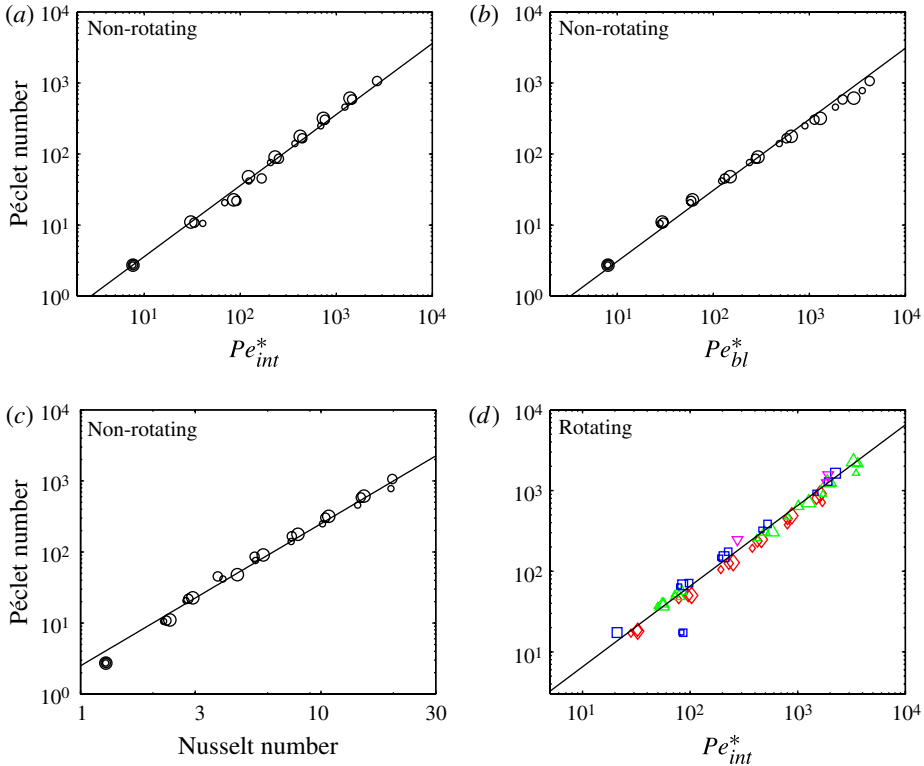 (a)
Non-rotating
10^4
10^3
10^2
10^1
10^0
Péclet number
10^1 10^2 10^3 10^4
Pe*_int
(b)
Non-rotating
10^4
10^3
10^2
10^1
10^0
10^1 10^2 10^3 10^4
Pe*_bl
(c)
Non-rotating
10^4
10^3
10^2
10^1
10^0
Péclet number
1 3 10 30
Nusselt number
(d)
Rotating
10^4
10^3
10^2
10^1
10^1 10^2 10^3 10^4
Pe*_int